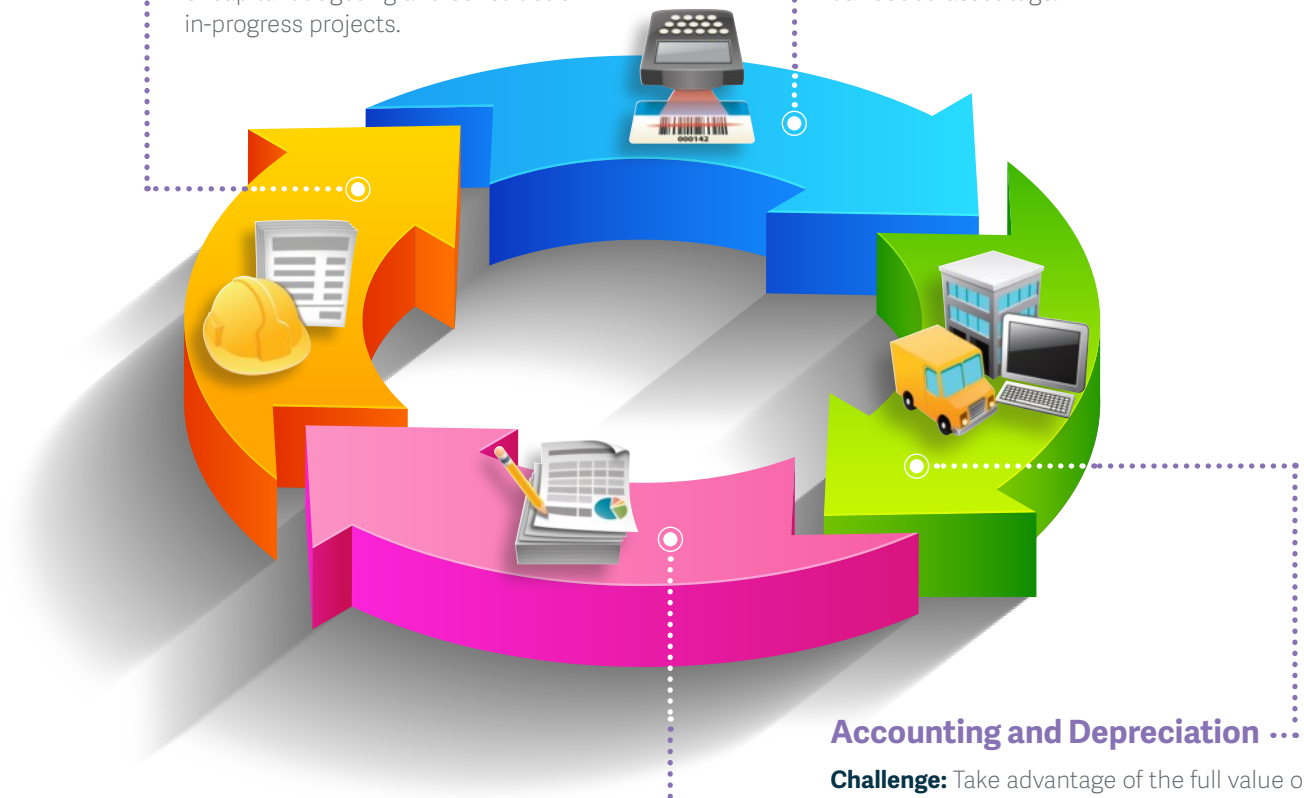 in-progress projects.
000142
Accounting and Depreciation
Challenge: Take advantage of the full value o